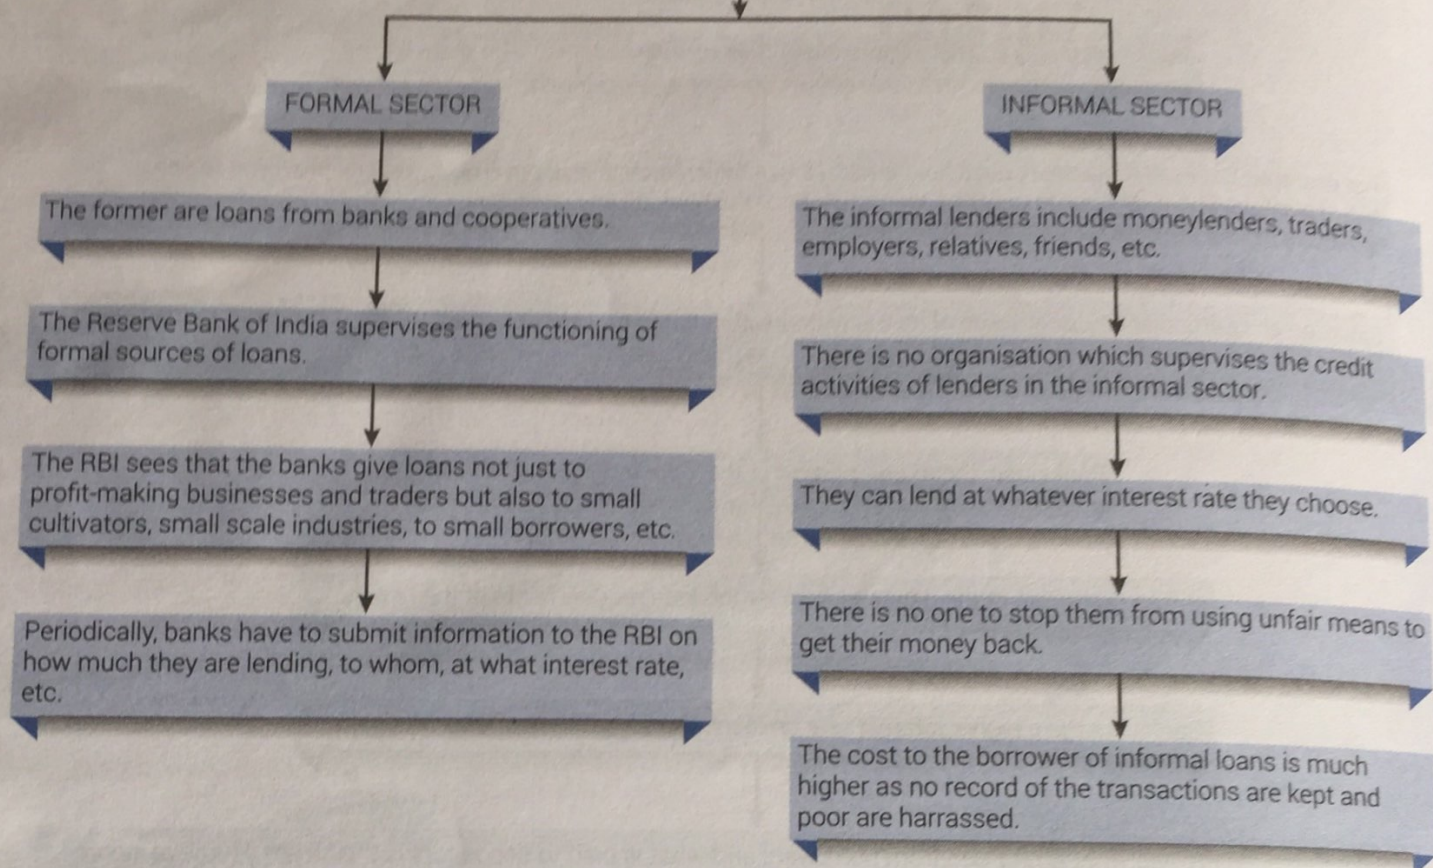 FORMAL SECTOR
The former are loans from banks and cooperatives.
The Reserve Bank of India supervises the functioning of
formal sources of loans.
The RBI sees that the banks give loans not just to
profit-making businesses and traders but also to small
cultivators, small scale industries, to small borrowers, etc.
Periodically, banks have to submit information to the RBI on
how much they are lending, to whom, at what interest rate,
etc.
INFORMAL SECTOR
The informal lenders include moneylenders, traders,
employers, relatives, friends, etc.
There is no organisation which supervises the credit
activities of lenders in the informal sector.
They can lend at whatever interest rate they choose.
There is no one to stop them from using unfair means to
get their money back.
The cost to the borrower of informal loans is much
higher as no record of the transactions are kept and
poor are harrassed.